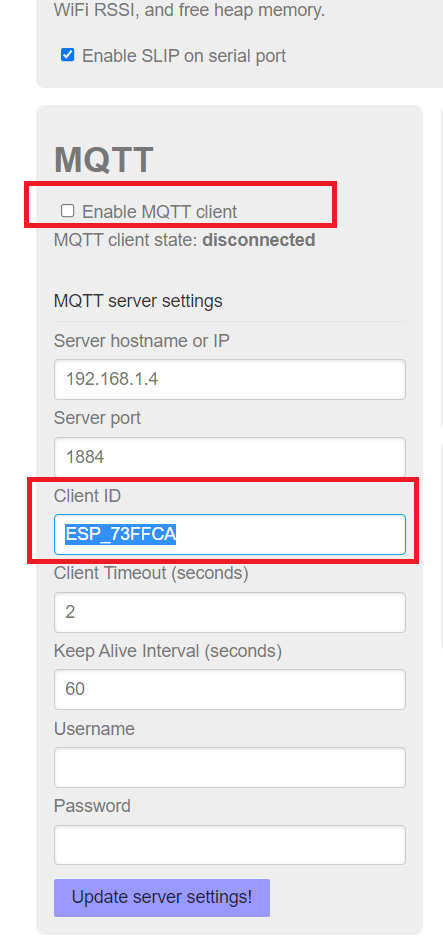 WiFi RSSI, and free heap memory.
Enable SLIP on serial port
MQTT
Enable MQTT client
MQTT client state: disconnected
MQTT server settings
Server hostname or IP
192.168.1.4
Server port
1884
Client ID
ESP_73FFCA
Client Timeout (seconds)
2
Keep Alive Interval (seconds)
60
Username
Password
Update server settings!